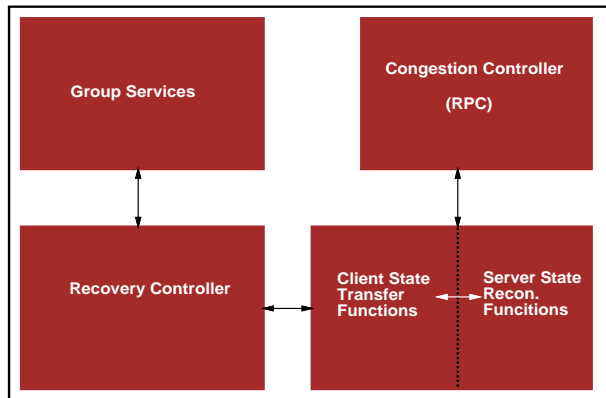 Group Services
Congestion Controller
(RPC)
Recovery Controller
Client State
Transfer
Functions
Server State
Recon.
Funcitions